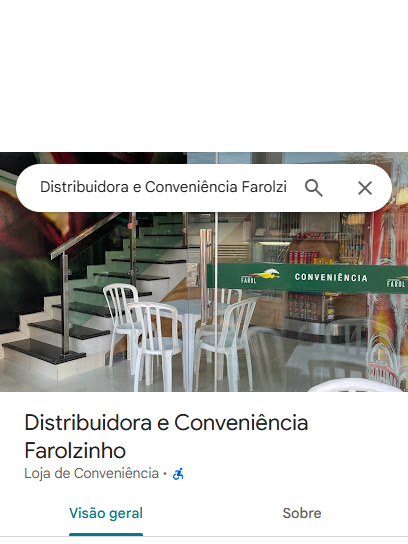 Distribuidora e Conveniência Farolzi
FAROL
CONVENIÊNCIA
FAROL
Distribuidora e Conveniência
Farolzinho
Loja de Conveniência ·
Visão geral
Sobre